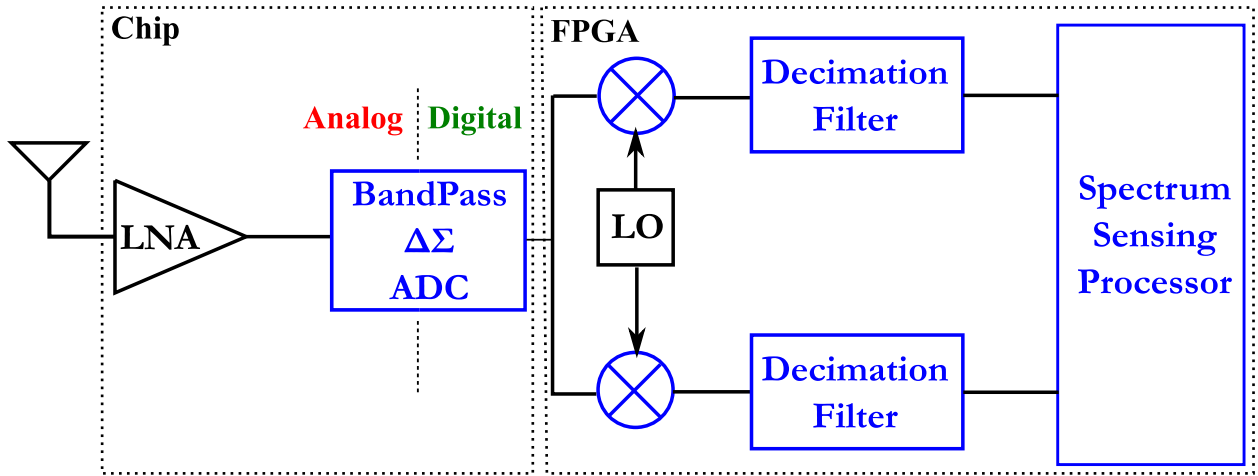 Chip
FPGA
Analog
Digital
LNA
BandPass
ΔΣ
ADC
LO
Decimation
Filter
Decimation
Filter
Spectrum
Sensing
Processor